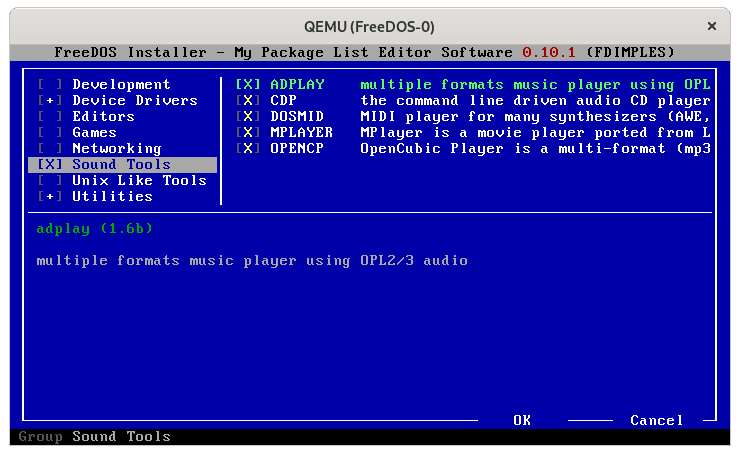 QEMU (FreeDOS-0) ×
FreeDOS Installer - My Package List Editor Software 0.10.1 (FDIMPLES)
[ ] Development [X] ADPLAY multiple formats music player using OPL
[+] Device Drivers [X] CDP the command line driven audio CD player
[ ] Editors [X] DOSMID MIDI player for many synthesizers (AWE,
[ ] Games [X] MPLAYER MPlayer is a movie player ported from L
[ ] Networking [X] OPENCP OpenCubic Player is a multi-format (mp3
[X] Sound Tools
[ ] Unix Like Tools
[+] Utilities
adplay (1.6b)
multiple formats music player using OPL2/3 audio
OK Cancel
Group Sound Tools